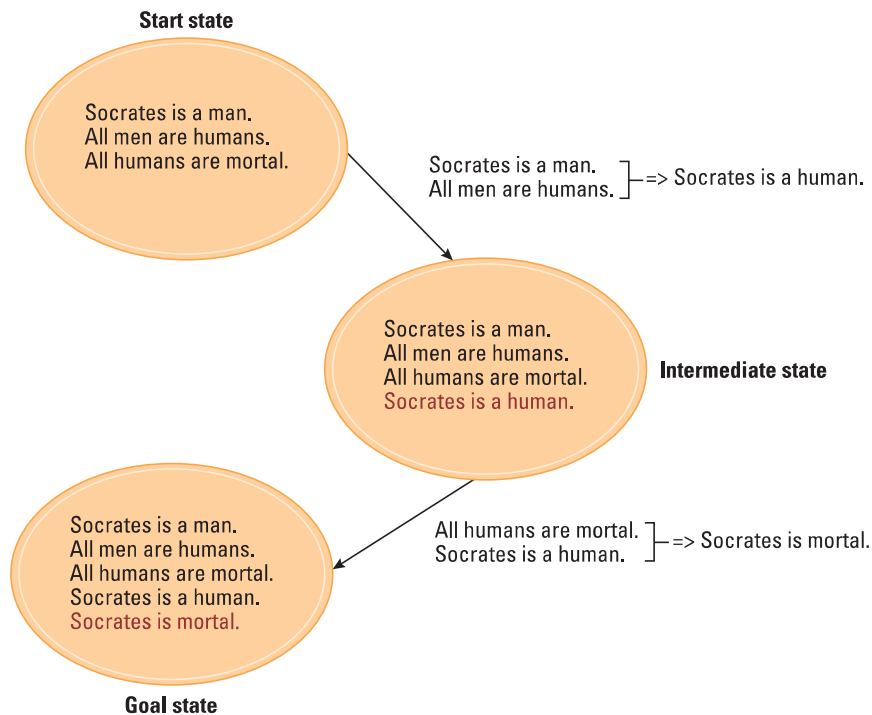 Start state
Socrates is a man.
All men are humans.
All humans are mortal.
Socrates is a man.
All men are humans.
=> Socrates is a human.
Socrates is a man.
All men are humans.
All humans are mortal.
Socrates is a human.
Intermediate state
Socrates is a man.
All men are humans.
All humans are mortal.
Socrates is a human.
Socrates is mortal.
All humans are mortal.
Socrates is a human.
=> Socrates is mortal.
Goal state